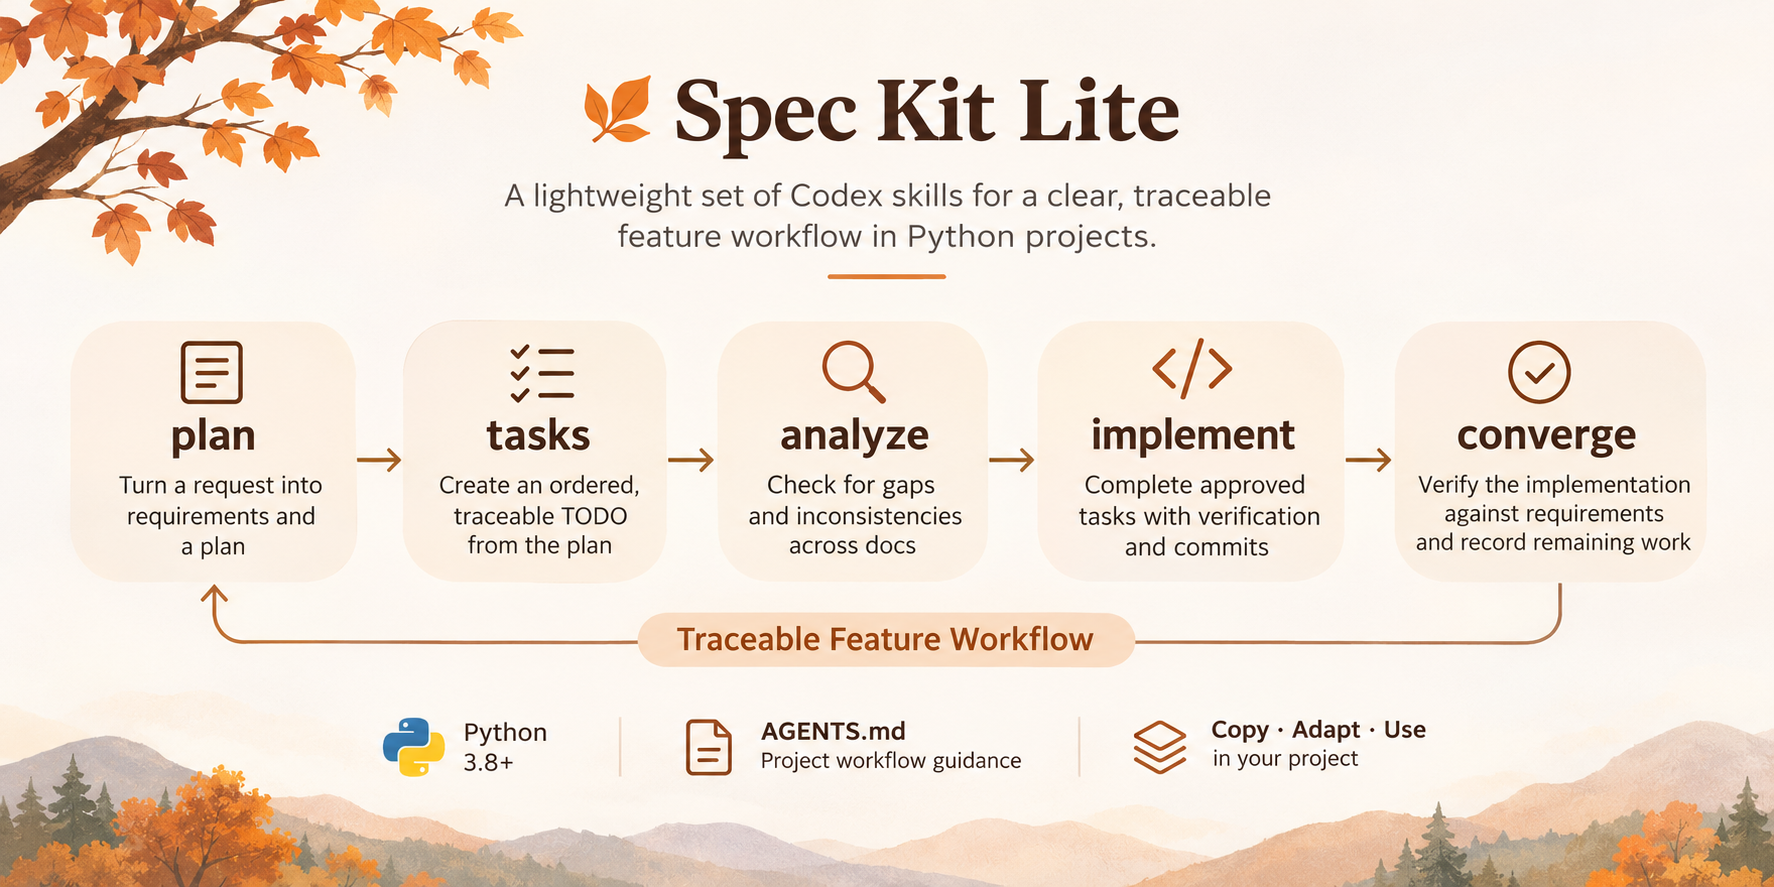 Spec Kit Lite
A lightweight set of Codex skills for a clear, traceable
feature workflow in Python projects.
plan
Turn a request into
requirements and
a plan
tasks
Create an ordered,
traceable TODO
from the plan
analyze
Check for gaps
and inconsistencies
across docs
implement
Complete approved
tasks with verification
and commits
converge
Verify the implementation
against requirements
and record remaining work
Traceable Feature Workflow
Python
3.8+
AGENTS.md
Project workflow guidance
Copy · Adapt · Use
in your project